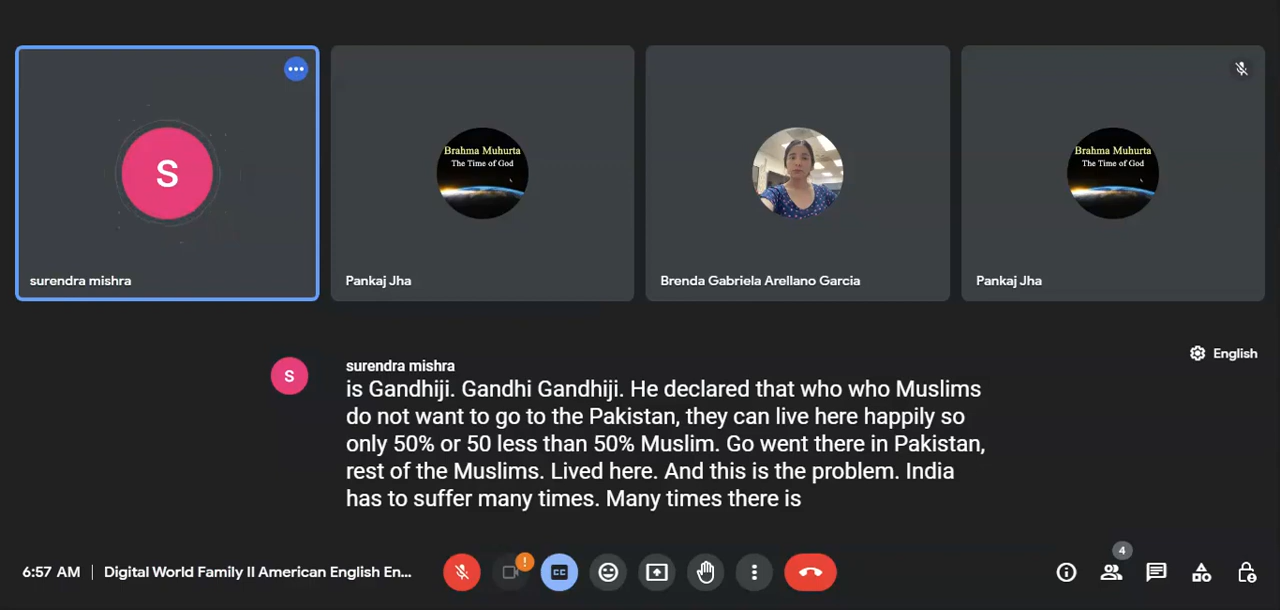 S
surendra mishra
Brahma Muhurta
The Time of God
Pankaj Jha
Brenda Gabriela Arellano Garcia
Brahma Muhurta
The Time of God
Pankaj Jha
English
S
surendra mishra
is Gandhiji. Gandhi Gandhiji. He declared that who who Muslims
do not want to go to the Pakistan, they can live here happily so
only 50% or 50 less than 50% Muslim. Go went there in Pakistan,
rest of the Muslims. Lived here. And this is the problem. India
has to suffer many times. Many times there is
6:57 AM | Digital World Family II American English En...
!
CC
4